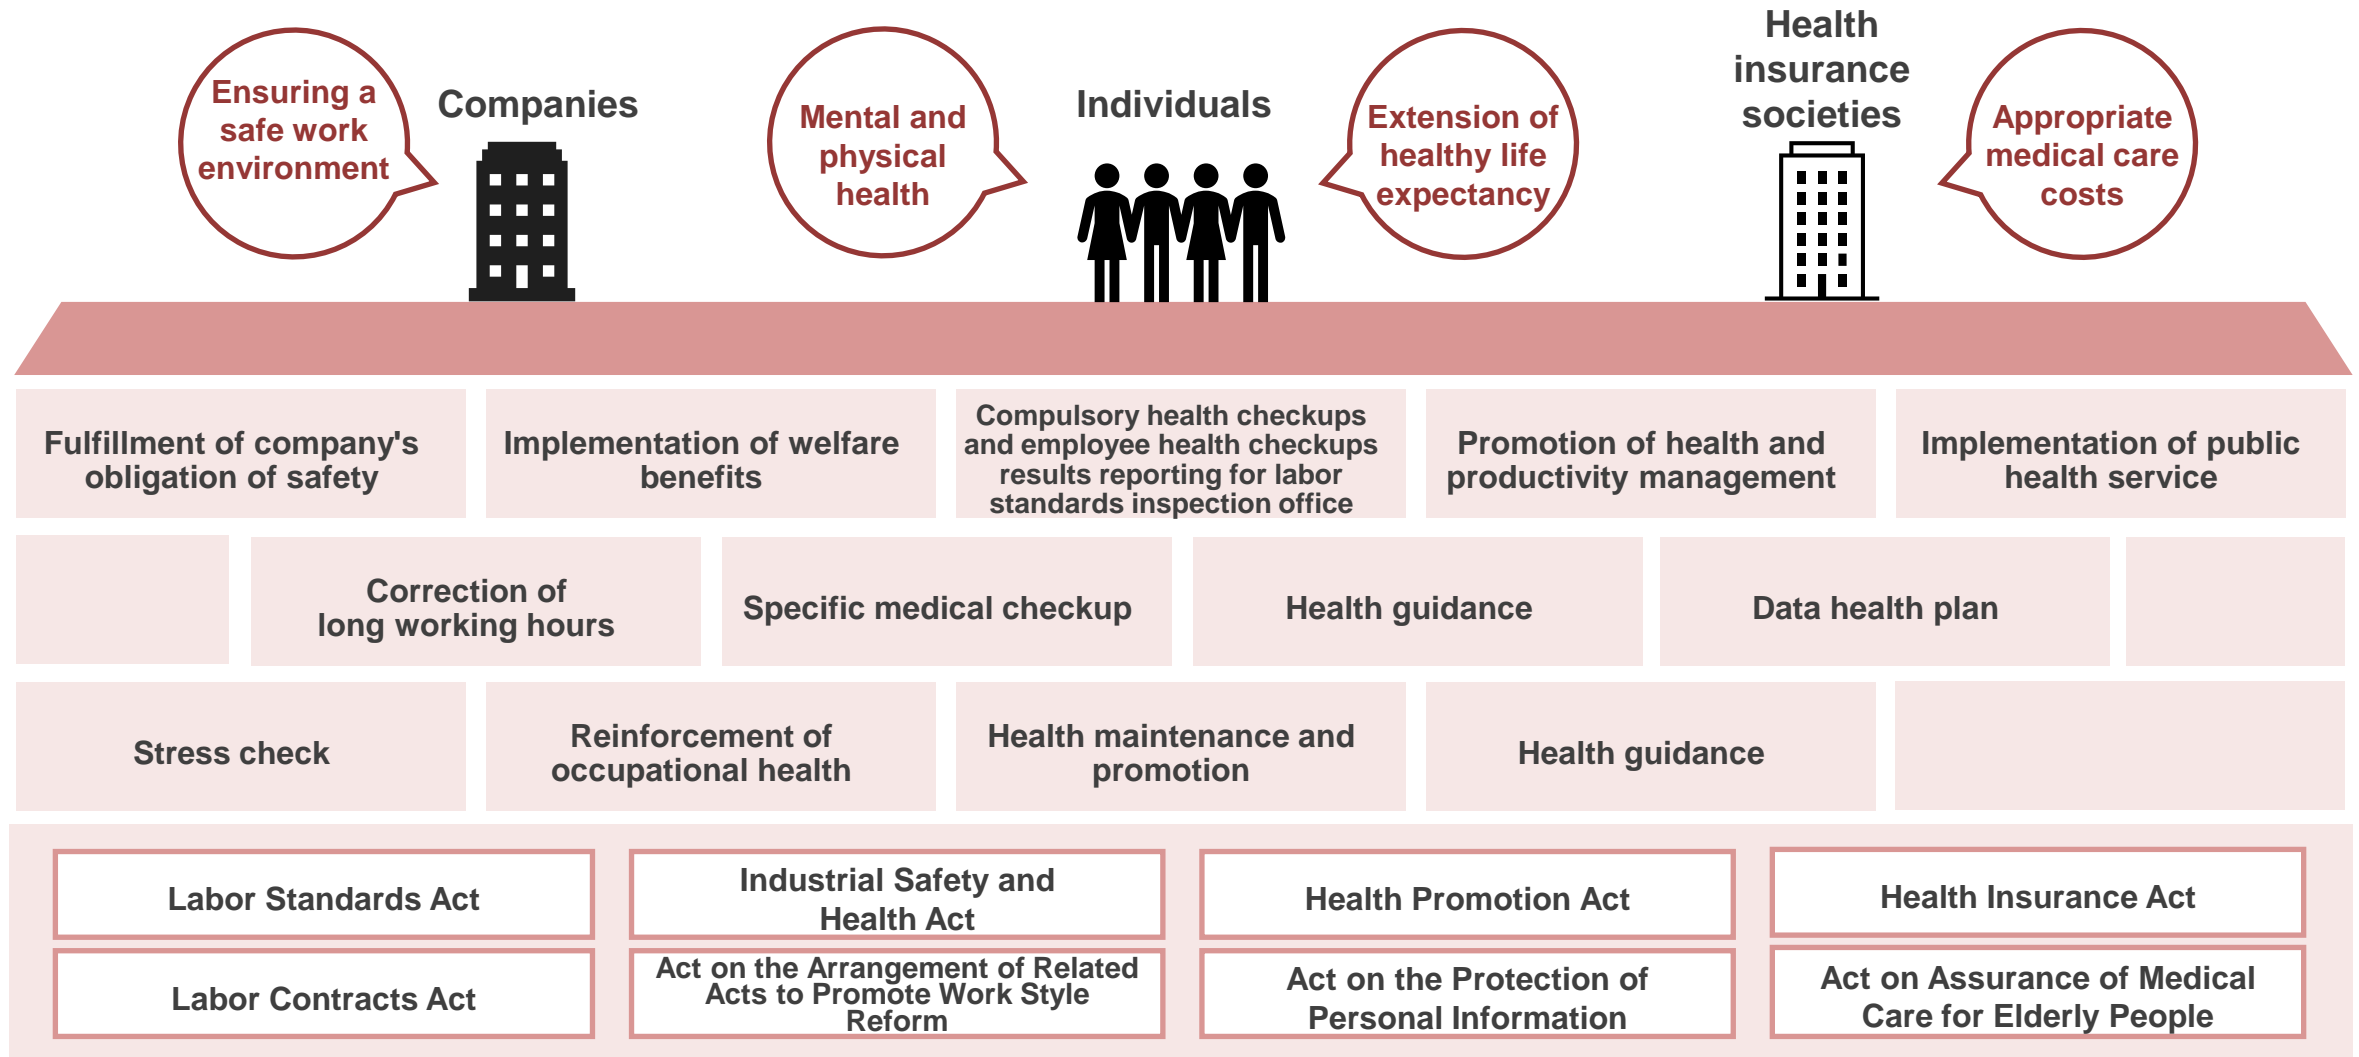 Ensuring a
safe work
environment
Companies
Mental and
physical
health
Individuals
Extension of
healthy life
expectancy
Health
insurance
societies
Appropriate
medical care
costs
Fulfillment of company's
obligation of safety
Implementation of welfare
benefits
Compulsory health checkups
and employee health checkups
results reporting for labor
standards inspection office
Promotion of health and
productivity management
Implementation of public
health service
Correction of
long working hours
Specific medical checkup
Health guidance
Data health plan
Stress check
Reinforcement of
occupational health
Health maintenance and
promotion
Health guidance
Labor Standards Act
Industrial Safety and
Health Act
Health Promotion Act
Health Insurance Act
Labor Contracts Act
Act on the Arrangement of Related
Acts to Promote Work Style
Reform
Act on the Protection of
Personal Information
Act on Assurance of Medical
Care for Elderly People